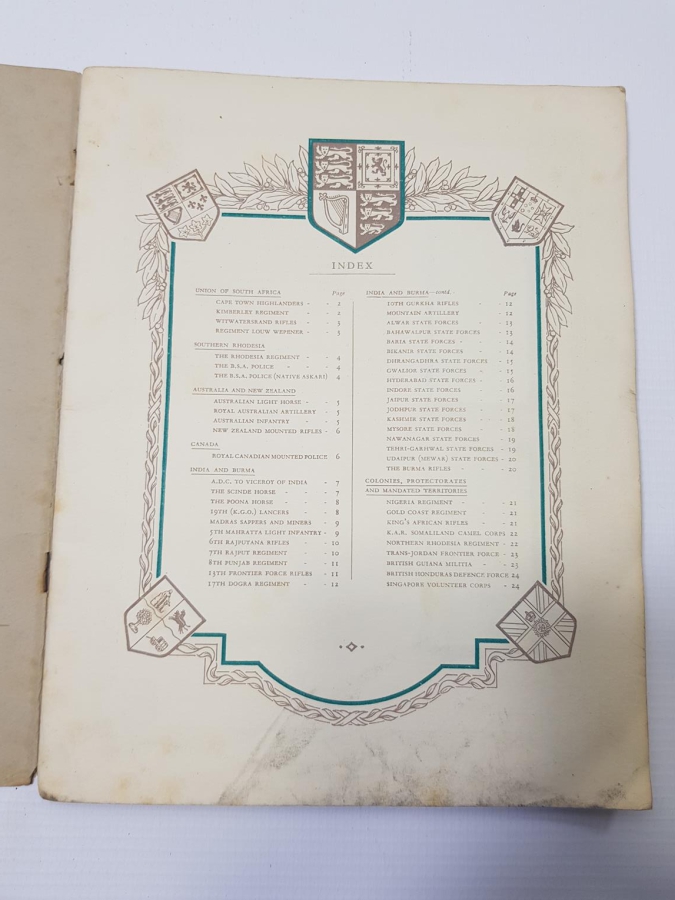 INDEX
UNION OF SOUTH AFRICA Page
CAPE TOWN HIGHLANDERS - - 2
KIMBERLEY REGIMENT - - 2
WITWATERSRAND RIFLES - - 3
REGIMENT LOUW WEPENER - - 3
SOUTHERN RHODESIA
THE RHODESIA REGIMENT - - 4
THE B.S.A. POLICE - - 4
THE B.S.A. POLICE (NATIVE ASKARI) 4
AUSTRALIA AND NEW ZEALAND
AUSTRALIAN LIGHT HORSE - - 5
ROYAL AUSTRALIAN ARTILLERY - 5
AUSTRALIAN INFANTRY - - 5
NEW ZEALAND MOUNTED RIFLES - 6
CANADA
ROYAL CANADIAN MOUNTED POLICE 6
INDIA AND BURMA
A.D.C. TO VICEROY OF INDIA - 7
THE SCINDE HORSE - - - 7
THE POONA HORSE - - - 8
19TH (K.G.O.) LANCERS - - 8
MADRAS SAPPERS AND MINERS - 9
5TH MAHRATTA LIGHT INFANTRY - 9
6TH RAJPUTANA RIFLES - - 10
7TH RAJPUT REGIMENT - - 10
8TH PUNJAB REGIMENT - - 11
13TH FRONTIER FORCE RIFLES - 11
17TH DOGRA REGIMENT - - 12
INDIA AND BURMA—contd. Page
10TH GURKHA RIFLES - - 12
MOUNTAIN ARTILLERY - - 12
ALWAR STATE FORCES - - 13
BAHAWALPUR STATE FORCES - 13
BARIA STATE FORCES - - 14
BIKANIR STATE FORCES - - 14
DHRANGADHRA STATE FORCES - 15
GWALIOR STATE FORCES - - 15
HYDERABAD STATE FORCES - - 16
INDORE STATE FORCES - - 16
JAIPUR STATE FORCES - - 17
JODHPUR STATE FORCES - - 17
KASHMIR STATE FORCES - - 18
MYSORE STATE FORCES - - 18
NAWANAGAR STATE FORCES - 19
TEHRI-GARHWAL STATE FORCES - 19
UDAIPUR (MEWAR) STATE FORCES - 20
THE BURMA RIFLES - - 20
COLONIES, PROTECTORATES
AND MANDATED TERRITORIES
NIGERIA REGIMENT - - - 21
GOLD COAST REGIMENT - - 21
KING'S AFRICAN RIFLES - - 21
K.A.R. SOMALILAND CAMEL CORPS 22
NORTHERN RHODESIA REGIMENT - 22
TRANS-JORDAN FRONTIER FORCE - 23
BRITISH GUIANA MILITIA - - 23
BRITISH HONDURAS DEFENCE FORCE 24
SINGAPORE VOLUNTEER CORPS - 24